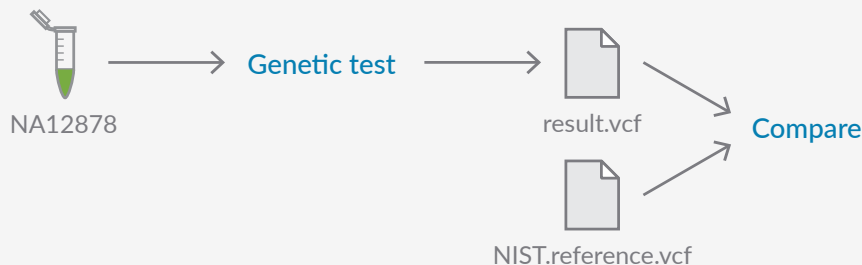 NA12878
Genetic test
result.vcf
NIST.reference.vcf
Compare